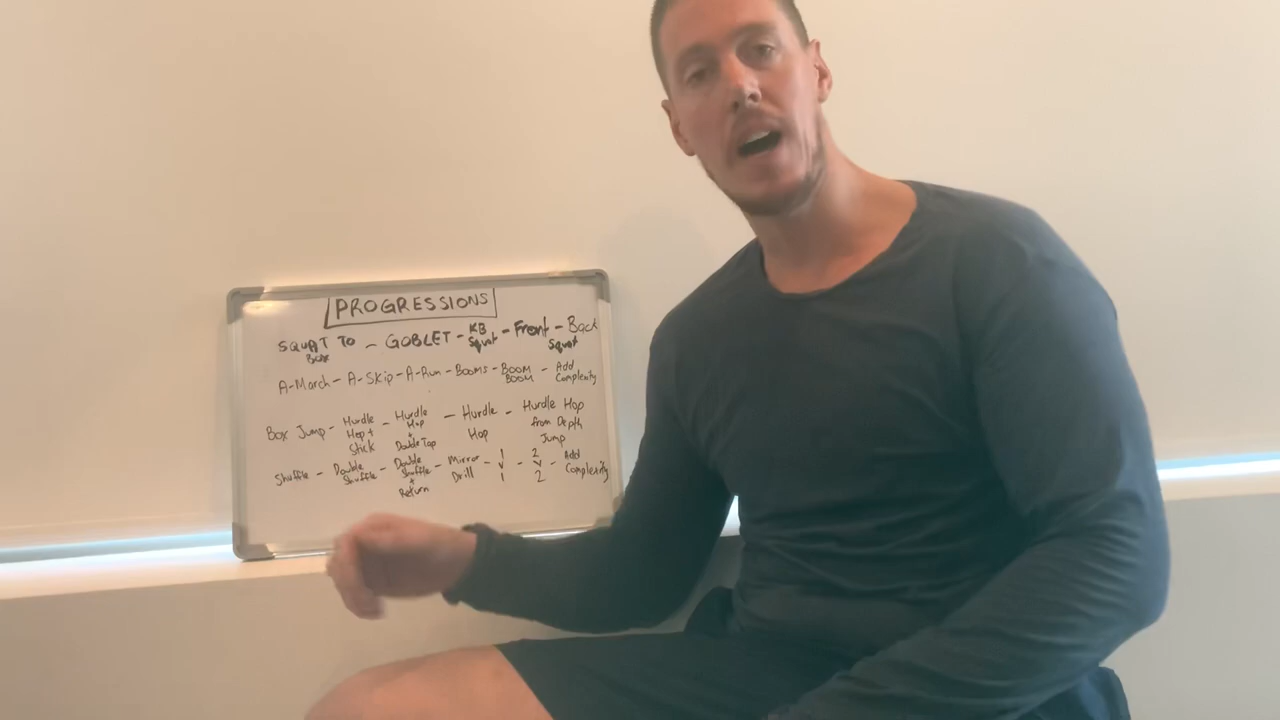 PROGRESSIONS
SQUAT TO Box - GOBLET - KB Squat - Front - Back Squat
A-March - A-Skip - A-Run - Booms - BOOM BOOM - Add Complexity
Box Jump - Hurdle Hop + Stick - Hurdle Hop + Double Tap - Hurdle Hop - Hurdle Hop from Depth Jump
Shuffle - Double Shuffle - Double Shuffle + Return - Mirror Drill - 1 v 1 - 2 v 2 - Add Complexity